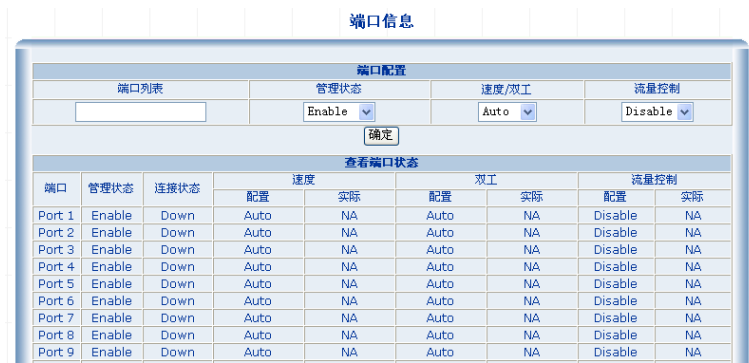 端口信息
端口配置
端口列表 管理状态 速度/双工 流量控制
Enable Auto Disable
确定
查看端口状态
端口 管理状态 连接状态 速度 双工 流量控制
配置 实际 配置 实际 配置 实际
Port 1 Enable Down Auto NA Auto NA Disable NA
Port 2 Enable Down Auto NA Auto NA Disable NA
Port 3 Enable Down Auto NA Auto NA Disable NA
Port 4 Enable Down Auto NA Auto NA Disable NA
Port 5 Enable Down Auto NA Auto NA Disable NA
Port 6 Enable Down Auto NA Auto NA Disable NA
Port 7 Enable Down Auto NA Auto NA Disable NA
Port 8 Enable Down Auto NA Auto NA Disable NA
Port 9 Enable Down Auto NA Auto NA Disable NA